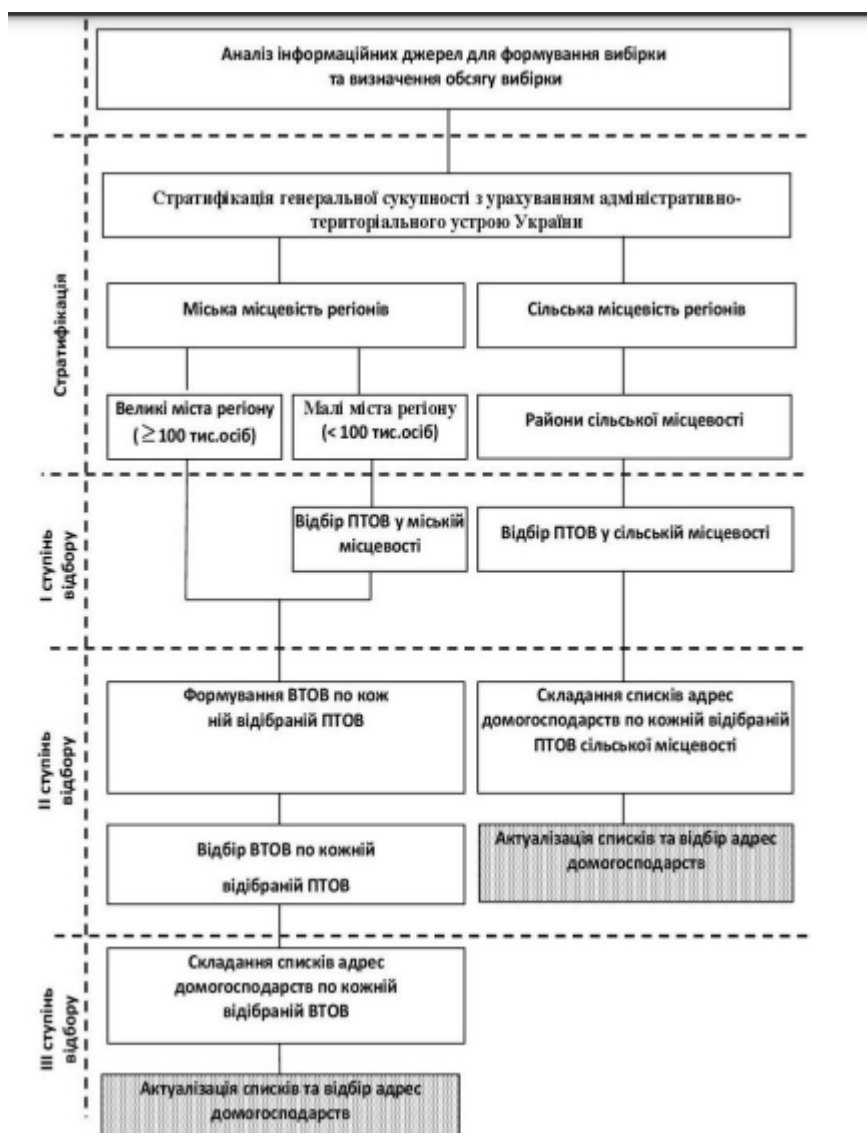 Аналіз інформаційних джерел для формування вибірки
та визначення обсягу вибірки
Стратифікація
Стратифікація генеральної сукупності з урахуванням адміністративно-
територіального устрою України
Міська місцевість регіонів
Сільська місцевість регіонів
Великі міста регіону
(≥100 тис.осіб)
Малі міста регіону
(< 100 тис.осіб)
Райони сільської місцевості
І ступінь
відбору
Відбір ПТОВ у міській
місцевості
Відбір ПТОВ у сільській місцевості
ІІ ступінь
відбору
Формування ВТОВ по кож
ній відібраній ПТОВ
Складання списків адрес
домогосподарств по кожній відібраній
ПТОВ сільської місцевості
Відбір ВТОВ по кожній
відібраній ПТОВ
Актуалізація списків та відбір адрес
домогосподарств
ІІІ ступінь
відбору
Складання списків адрес
домогосподарств по кожній
відібраній ВТОВ
Актуалізація списків та відбір адрес
домогосподарств